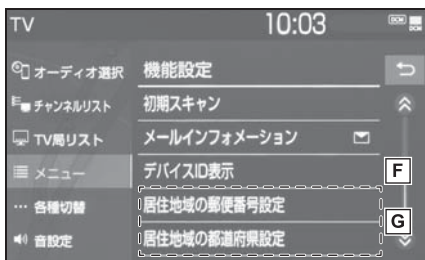 TV
10:03
DCM
オーディオ選択
チャンネルリスト
TV局リスト
メニュー
各種切替
音設定
機能設定
初期スキャン
メールインフォメーション
デバイスID表示
居住地域の郵便番号設定
居住地域の都道府県設定
F
G